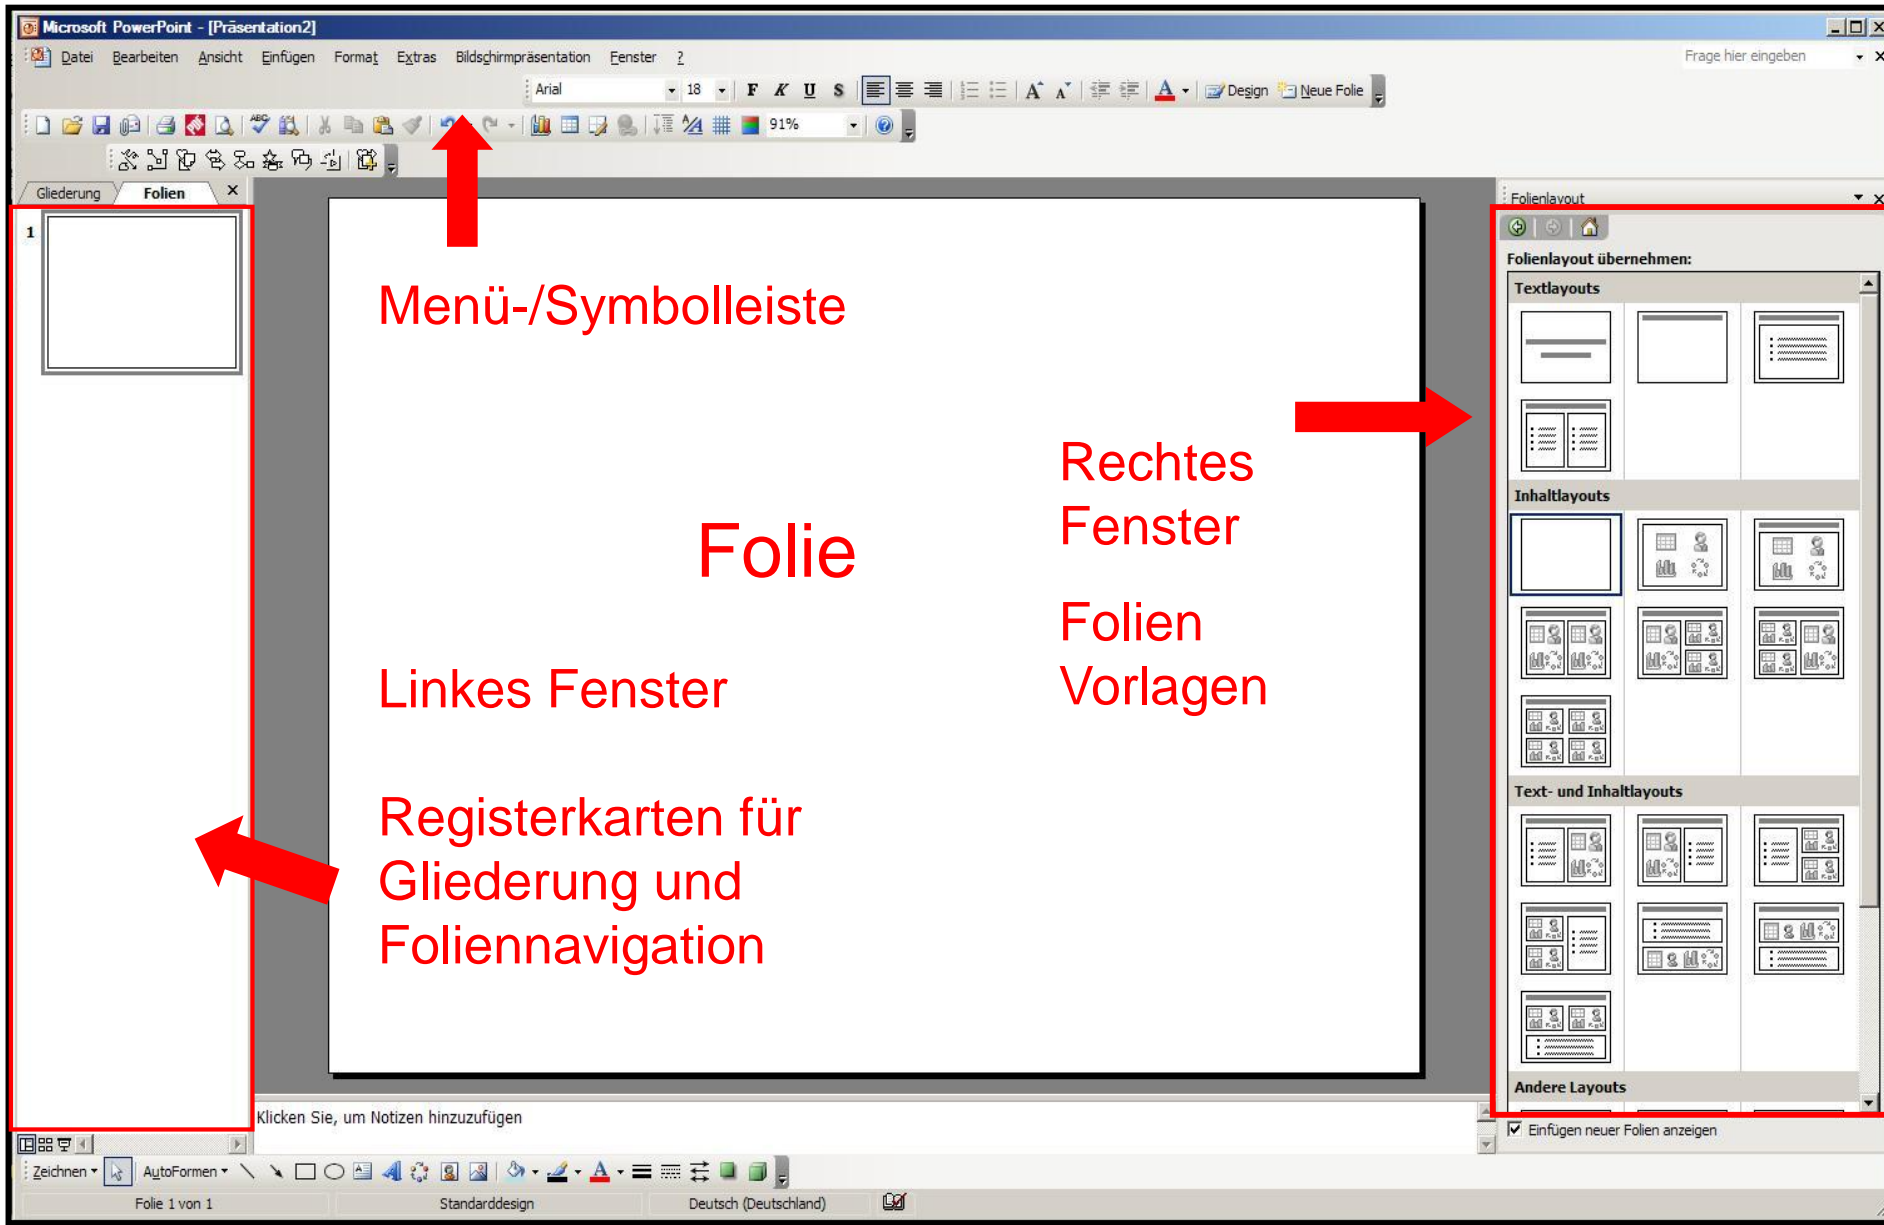 Microsoft PowerPoint - [Präsentation2]
Datei Bearbeiten Ansicht Einfügen Format Extras Bildschirmpräsentation Fenster ? Frage hier eingeben
Arial 18 F K U S Design Neue Folie
91%
Gliederung Folien
Folienlayout
1
Folienlayout übernehmen:
Textlayouts
Menü-/Symbolleiste
Rechtes
Fenster
Inhaltlayouts
Folie
Folien
Vorlagen
Linkes Fenster
Text- und Inhaltlayouts
Registerkarten für
Gliederung und
Foliennavigation
Andere Layouts
Klicken Sie, um Notizen hinzuzufügen
Einfügen neuer Folien anzeigen
Zeichnen AutoFormen
Folie 1 von 1 Standarddesign Deutsch (Deutschland)